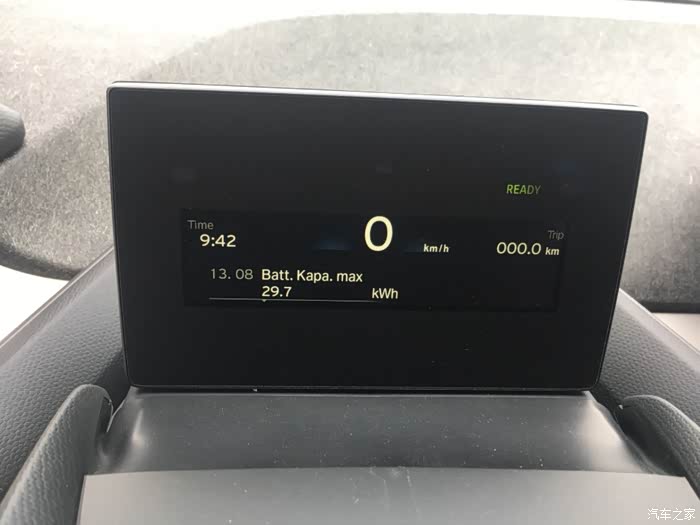 READY
Time
9:42
0 km/h
Trip
000.0 km
13. 08 Batt. Kapa. max
29.7 kWh
汽车之家